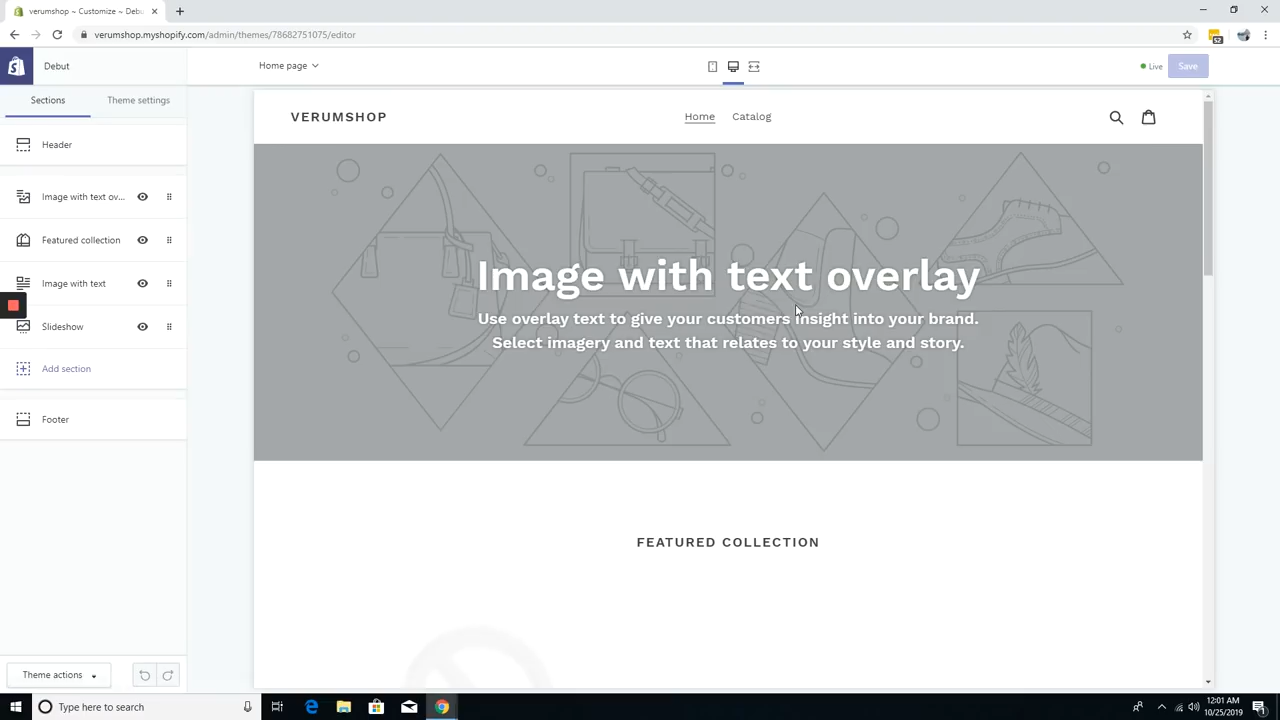 verumshop ~ Customize ~ Deb
verumshop.myshopify.com/admin/themes/78682751075/editor
52
Debut
Home page
Live
Save
Sections
Theme settings
Header
Image with text ov...
Featured collection
Image with text
Slideshow
Add section
Footer
Theme actions
VERUMSHOP
Home
Catalog
Image with text overlay
Use overlay text to give your customers insight into your brand.
Select imagery and text that relates to your style and story.
FEATURED COLLECTION
Type here to search
12:01 AM
10/25/2019
1